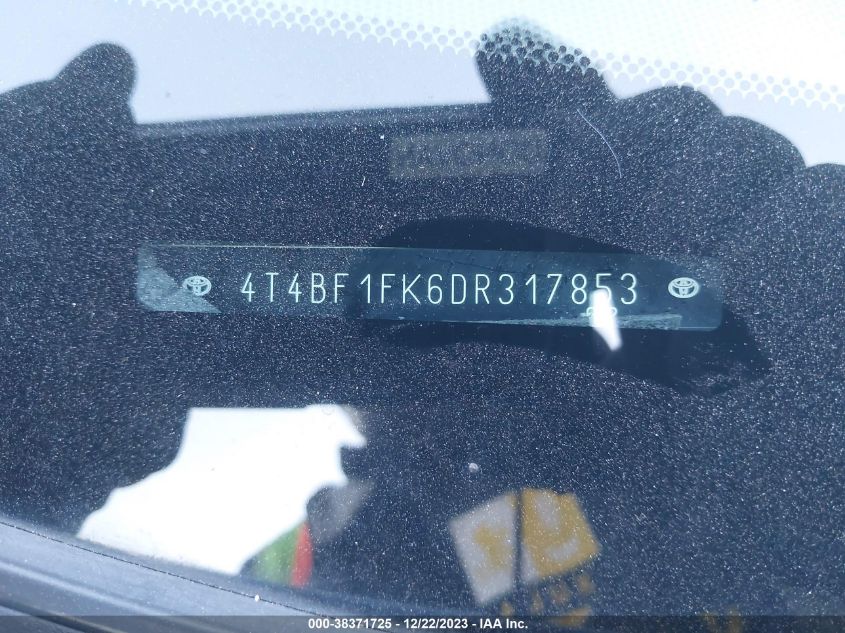 4T4BF1FK6DR317853
000-38371725 - 12/22/2023 - IAA Inc.